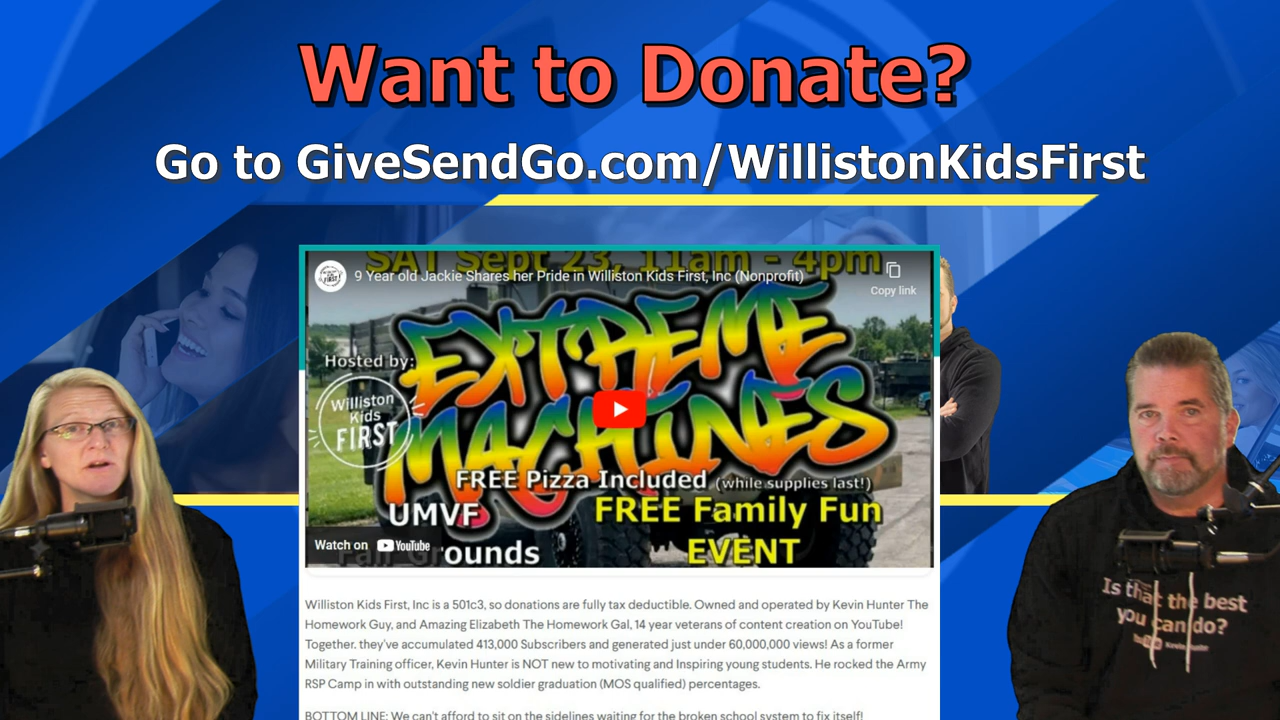 Want to Donate?
Go to GiveSendGo.com/WillistonKidsFirst
SAT Sept 23, 11am - 4pm
9 Year old Jackie Shares her Pride in Williston Kids First, Inc (Nonprofit)
Copy link
EXTREME
MACHINES
Hosted by:
Williston
Kids
FIRST
FREE Pizza Included (while supplies last!)
UMVF
FREE Family Fun
Watch on YouTube
Fair Grounds
EVENT
Williston Kids First, Inc is a 501c3, so donations are fully tax deductible. Owned and operated by Kevin Hunter The
Homework Guy, and Amazing Elizabeth The Homework Gal, 14 year veterans of content creation on YouTube!
Together, they've accumulated 413,000 Subscribers and generated just under 60,000,000 views! As a former
Military Training officer, Kevin Hunter is NOT new to motivating and Inspiring young students. He rocked the Army
RSP Camp in with outstanding new soldier graduation (MOS qualified) percentages.
BOTTOM LINE: We can't afford to sit on the sidelines waiting for the broken school system to fix itself!
Is that the best
you can do?
Kevin Hunter